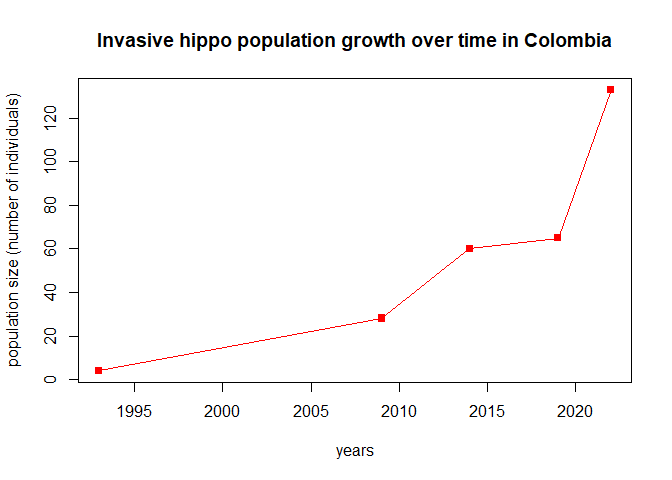 Invasive hippo population growth over time in Colombia
population size (number of individuals)
120
100
80
60
40
20
0
1995 2000 2005 2010 2015 2020
years